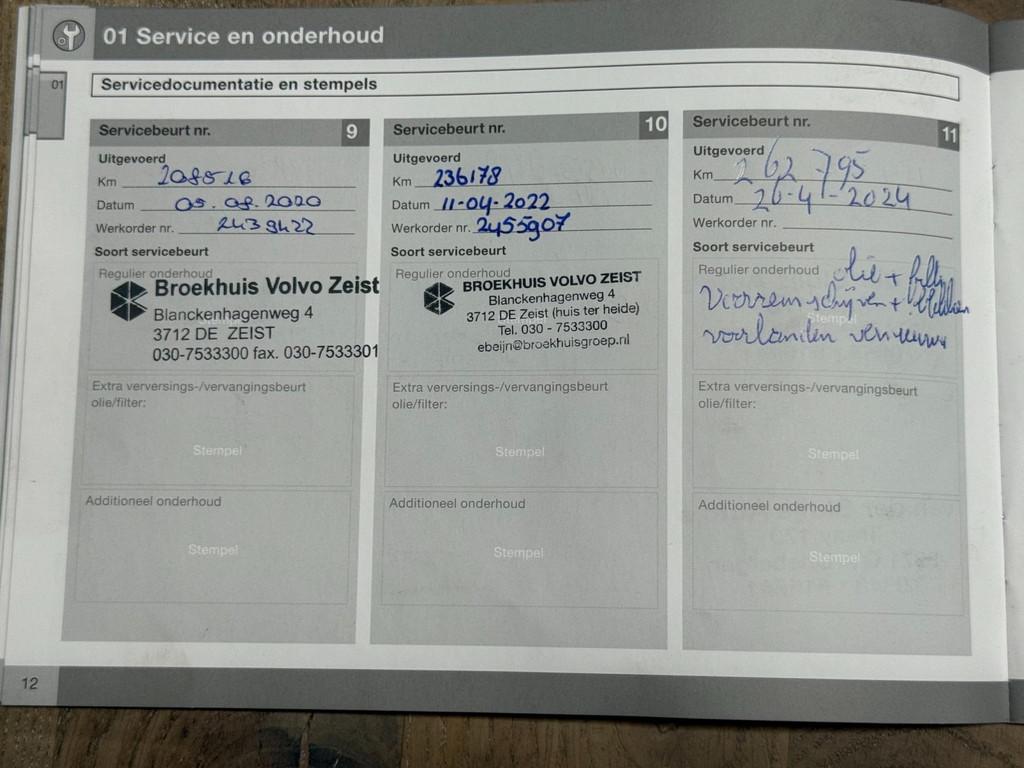 01 Service en onderhoud
01
Servicedocumentatie en stempels
Servicebeurt nr. 9
Uitgevoerd
Km 208516
Datum 05.08.2020
Werkorder nr. 2439422
Soort servicebeurt
Regulier onderhoud
Broekhuis Volvo Zeist
Blanckenhagenweg 4
3712 DE ZEIST
030-7533300 fax. 030-7533301
Extra verversings-/vervangingsbeurt
olie/filter:
Stempel
Additioneel onderhoud
Stempel
Servicebeurt nr. 10
Uitgevoerd
Km 236178
Datum 11-04-2022
Werkorder nr. 2455907
Soort servicebeurt
Regulier onderhoud
BROEKHUIS VOLVO ZEIST
Blanckenhagenweg 4
3712 DE Zeist (huis ter heide)
Tel. 030 - 7533300
ebeijn@broekhuisgroep.nl
Extra verversings-/vervangingsbeurt
olie/filter:
Stempel
Additioneel onderhoud
Stempel
Servicebeurt nr. 11
Uitgevoerd
Km 262795
Datum 26-4-2024
Werkorder nr.
Soort servicebeurt
Regulier onderhoud olie +
Voorremschijven +
Stempel
voorbanden
Extra verversings-/vervangingsbeurt
olie/filter:
Stempel
Additioneel onderhoud
Stempel
12